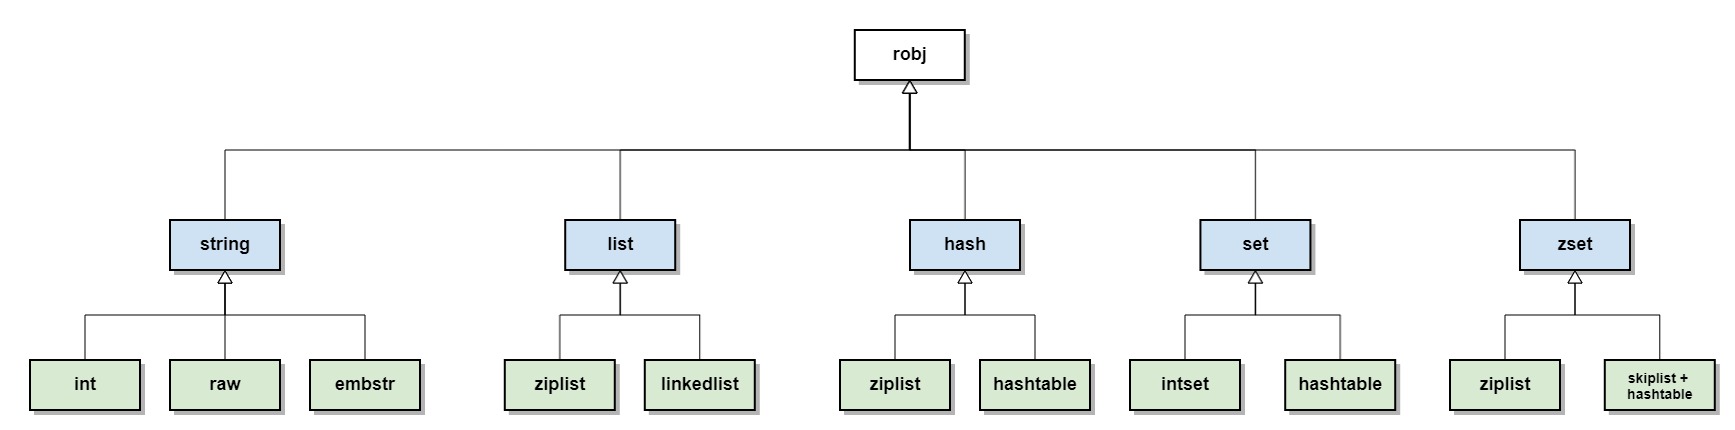 robj
string
list
hash
set
zset
int
raw
embstr
ziplist
linkedlist
ziplist
hashtable
intset
hashtable
ziplist
skiplist +
hashtable